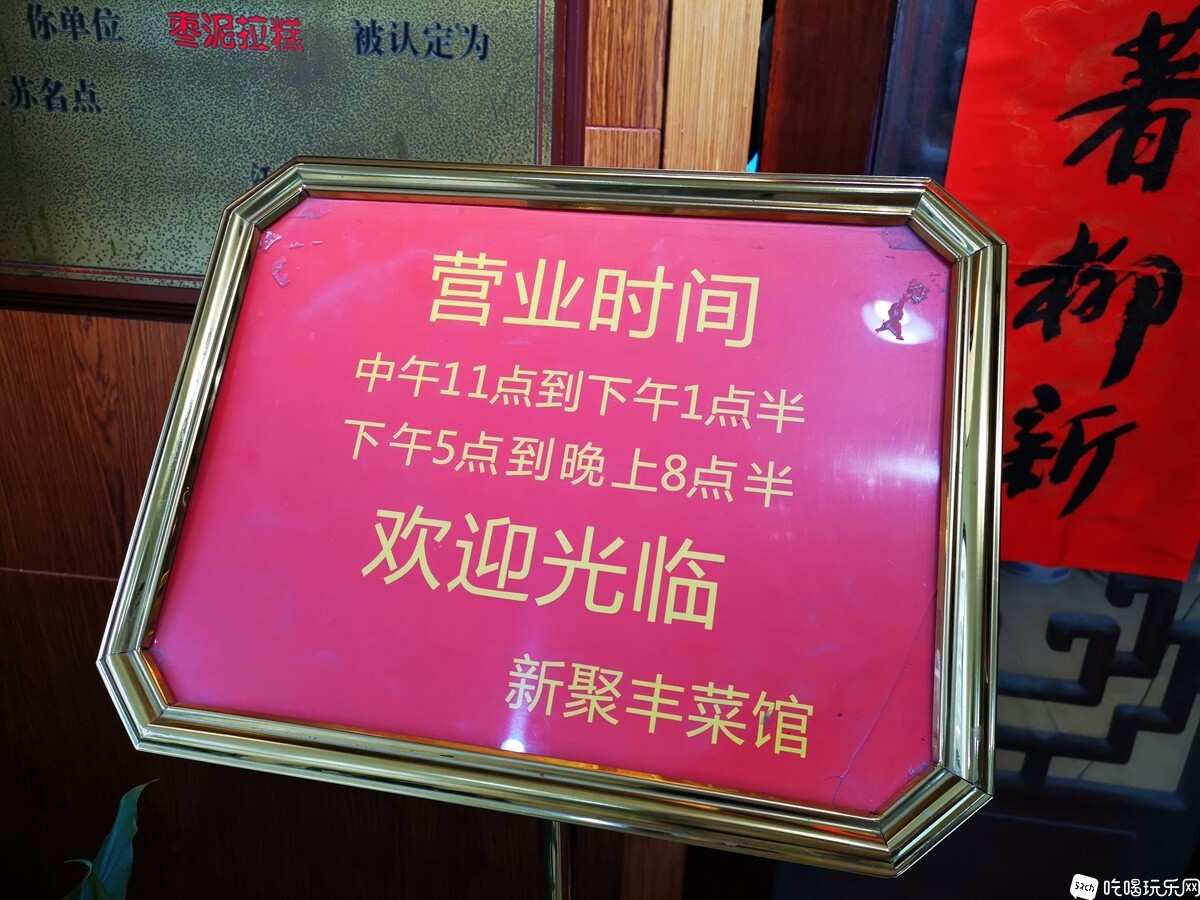 你单位 枣泥拉糕 被认定为
苏名点
营业时间
中午11点到下午1点半
下午5点到晚上8点半
欢迎光临
新聚丰菜馆
著
柳
新
吃喝玩乐网